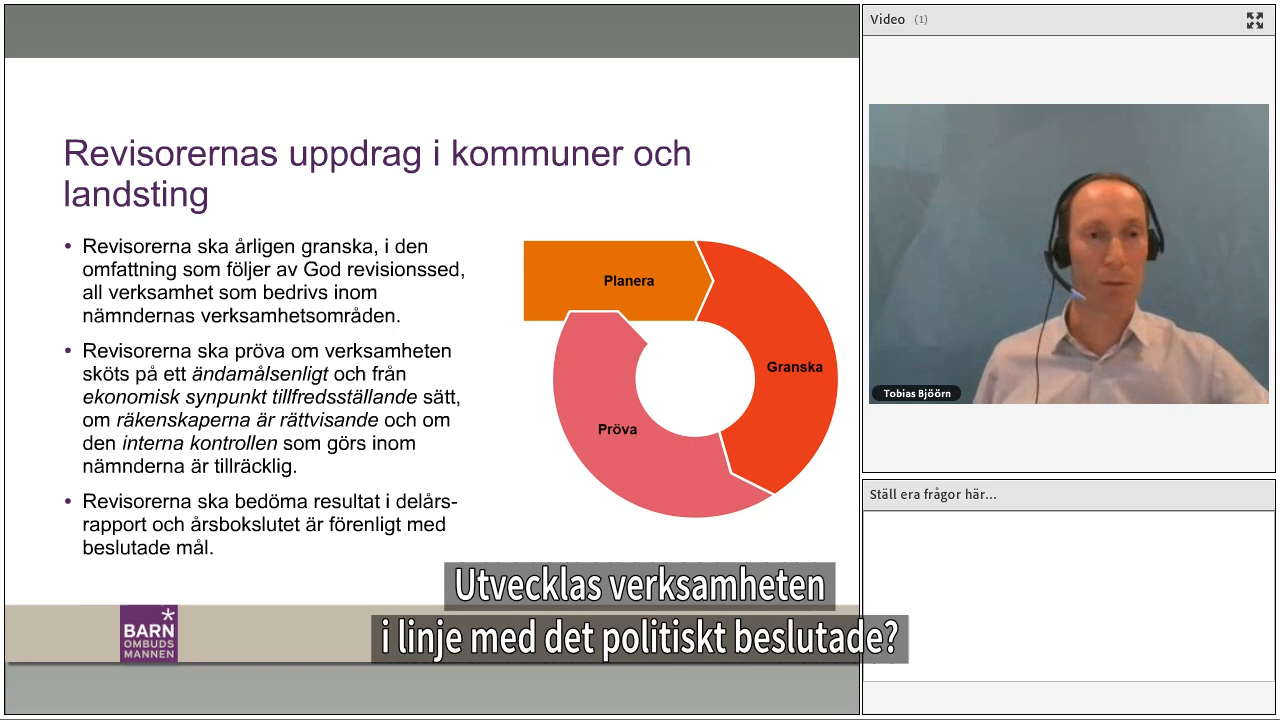 Revisorernas uppdrag i kommuner och
landsting
• Revisorerna ska årligen granska, i den
omfattning som följer av God revisionssed,
all verksamhet som bedrivs inom
nämndernas verksamhetsområden.
• Revisorerna ska pröva om verksamheten
sköts på ett ändamålsenligt och från
ekonomisk synpunkt tillfredsställande sätt,
om räkenskaperna är rättvisande och om
den interna kontrollen som görs inom
nämnderna är tillräcklig.
• Revisorerna ska bedöma resultat i delårs-
rapport och årsbokslutet är förenligt med
beslutade mål.
Planera
Granska
Pröva
BARN
OMBUDS
MANNEN
Utvecklas verksamheten
i linje med det politiskt beslutade?
Video (1)
Tobias Bjöörn
Ställ era frågor här...